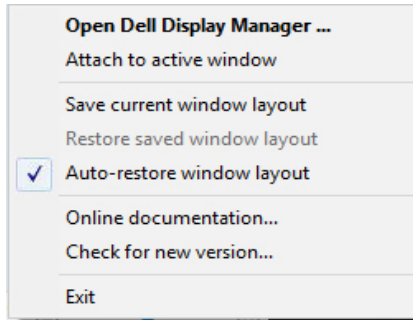 Open Dell Display Manager ...
Attach to active window
Save current window layout
Restore saved window layout
Auto-restore window layout
Online documentation...
Check for new version...
Exit